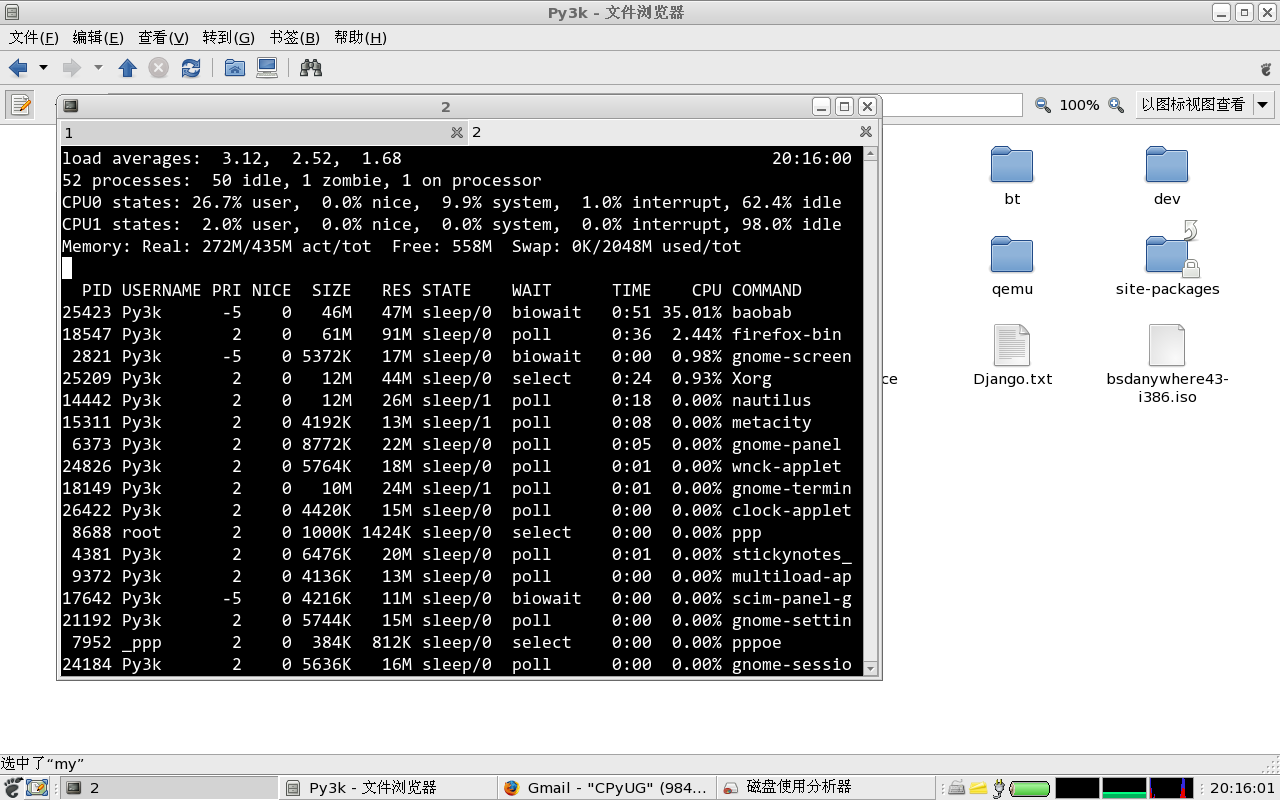 Py3k - 文件浏览器
文件(F) 编辑(E) 查看(V) 转到(G) 书签(B) 帮助(H)
100% 以图标视图查看
2
1 2
load averages:  3.12,  2.52,  1.68 20:16:00
52 processes:  50 idle, 1 zombie, 1 on processor
CPU0 states: 26.7% user,  0.0% nice,  9.9% system,  1.0% interrupt, 62.4% idle
CPU1 states:  2.0% user,  0.0% nice,  0.0% system,  0.0% interrupt, 98.0% idle
Memory: Real: 272M/435M act/tot  Free: 558M  Swap: 0K/2048M used/tot
PID USERNAME PRI NICE  SIZE   RES STATE    WAIT      TIME    CPU COMMAND
25423 Py3k      -5    0   46M   47M sleep/0  biowait   0:51 35.01% baobab
18547 Py3k       2    0   61M   91M sleep/0  poll      0:36  2.44% firefox-bin
2821 Py3k      -5    0 5372K   17M sleep/0  biowait   0:00  0.98% gnome-screen
25209 Py3k       2    0   12M   44M sleep/0  select    0:24  0.93% Xorg
14442 Py3k       2    0   12M   26M sleep/1  poll      0:18  0.00% nautilus
15311 Py3k       2    0 4192K   13M sleep/1  poll      0:08  0.00% metacity
6373 Py3k       2    0 8772K   22M sleep/0  poll      0:05  0.00% gnome-panel
24826 Py3k       2    0 5764K   18M sleep/0  poll      0:01  0.00% wnck-applet
18149 Py3k       2    0   10M   24M sleep/1  poll      0:01  0.00% gnome-termin
26422 Py3k       2    0 4420K   15M sleep/0  poll      0:00  0.00% clock-applet
8688 root       2    0 1000K 1424K sleep/0  select    0:00  0.00% ppp
4381 Py3k       2    0 6476K   20M sleep/0  poll      0:01  0.00% stickynotes_
9372 Py3k       2    0 4136K   13M sleep/0  poll      0:00  0.00% multiload-ap
17642 Py3k      -5    0 4216K   11M sleep/0  biowait   0:00  0.00% scim-panel-g
21192 Py3k       2    0 5744K   15M sleep/0  poll      0:00  0.00% gnome-settin
7952 _ppp       2    0  384K  812K sleep/0  select    0:00  0.00% pppoe
24184 Py3k       2    0 5636K   16M sleep/0  poll      0:00  0.00% gnome-sessio
bt dev
qemu site-packages
ce Django.txt bsdanywhere43-
i386.iso
选中了“my”
2 Py3k - 文件浏览器 Gmail - "CPyUG" (984... 磁盘使用分析器 20:16:01